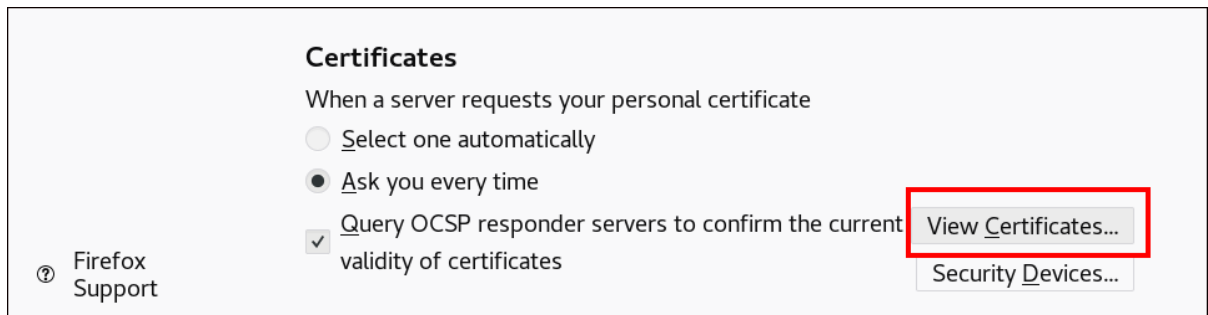 Certificates
When a server requests your personal certificate
Select one automatically
Ask you every time
Query OCSP responder servers to confirm the current
validity of certificates
View Certificates...
Security Devices...
Firefox
Support